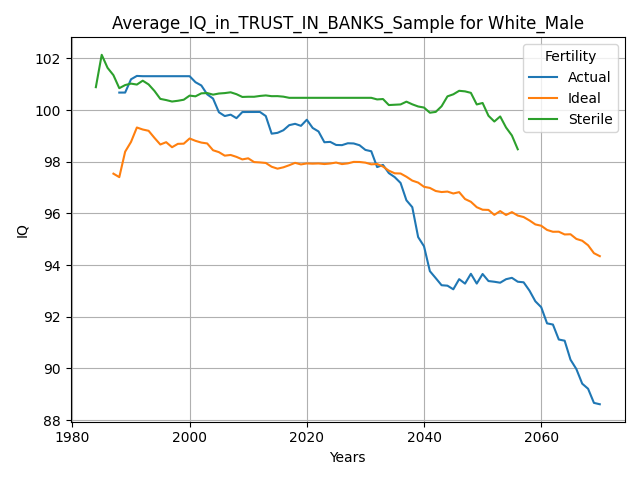 Average_IQ_in_TRUST_IN_BANKS_Sample for White_Male
Fertility
Actual
Ideal
Sterile
102
100
98
96
94
92
90
88
IQ
1980
2000
2020
2040
2060
Years